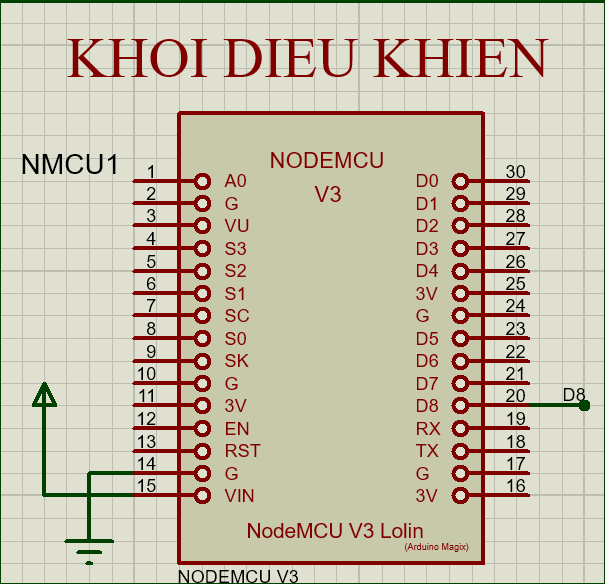 KHOI DIEU KHIEN
NMCU1
NODEMCU
V3
1 A0 D0 30
2 G D1 29
3 VU D2 28
4 S3 D3 27
5 S2 D4 26
6 S1 3V 25
7 SC G 24
8 S0 D5 23
9 SK D6 22
10 G D7 21
11 3V D8 20 D8
12 EN RX 19
13 RST TX 18
14 G G 17
15 VIN 3V 16
NodeMCU V3 Lolin
(Arduino Magix)
NODEMCU V3